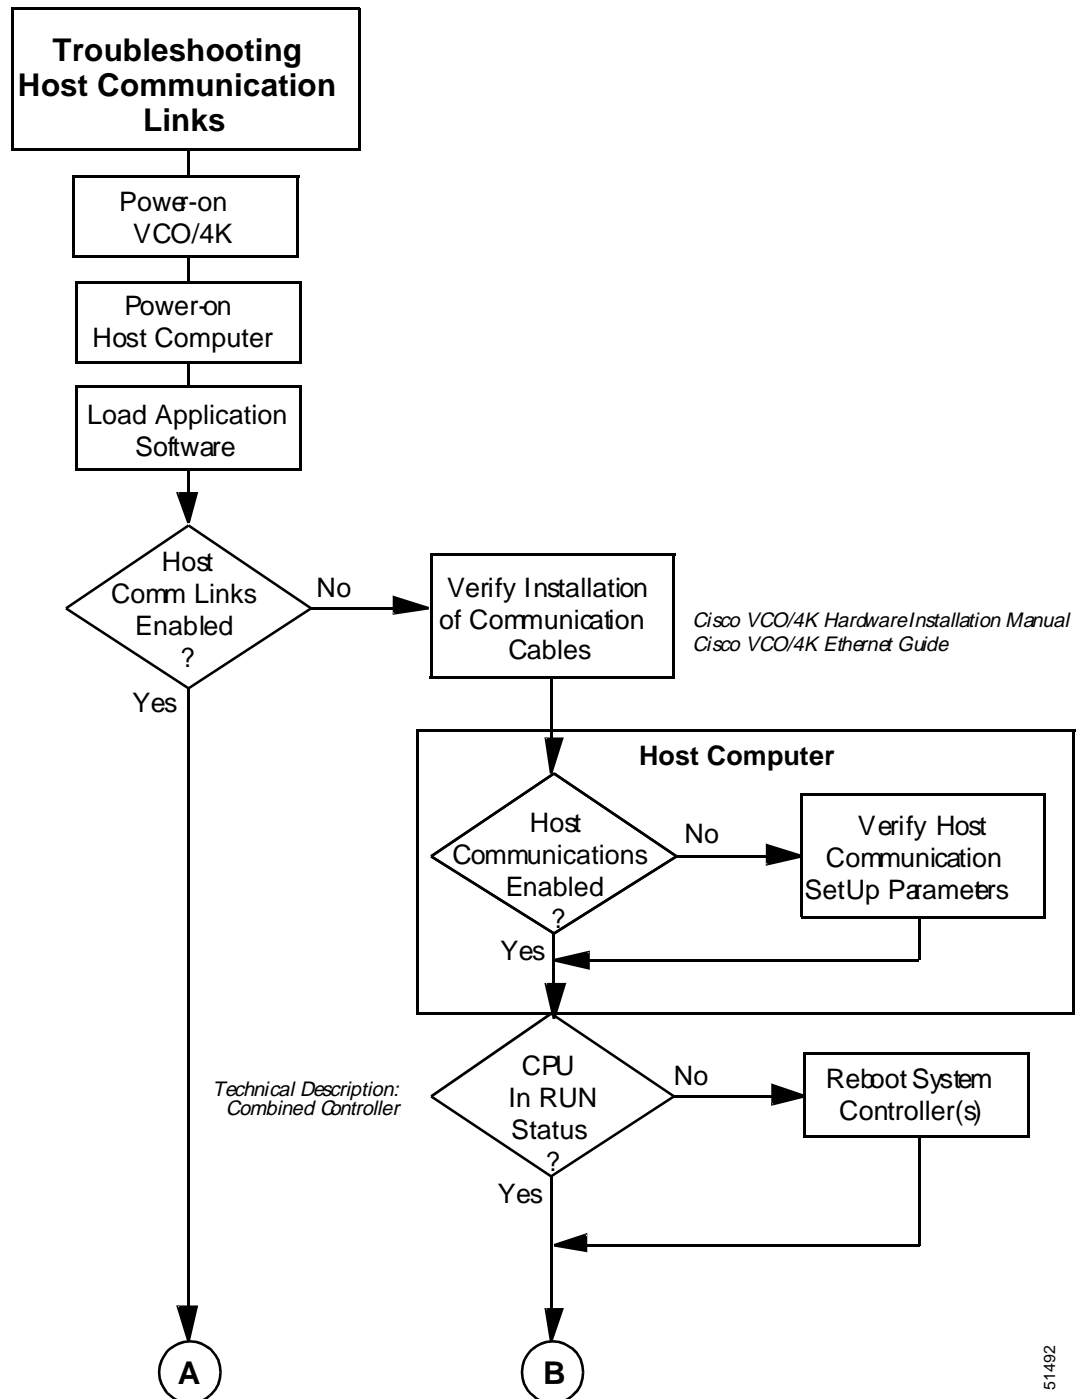 Troubleshooting
Host Communication
Links
Power-on
VCO/4K
Power-on
Host Computer
Load Application
Software
Host
Comm Links
Enabled
?
No
Yes
Verify Installation
of Communication
Cables
Cisco VCO/4K Hardware Installation Manual
Cisco VCO/4K Ethernet Guide
Host Computer
Host
Communications
Enabled
?
No
Yes
Verify Host
Communication
SetUp Parameters
Technical Description:
Combined Controller
CPU
In RUN
Status
?
No
Yes
Reboot System
Controller(s)
A
B
51492